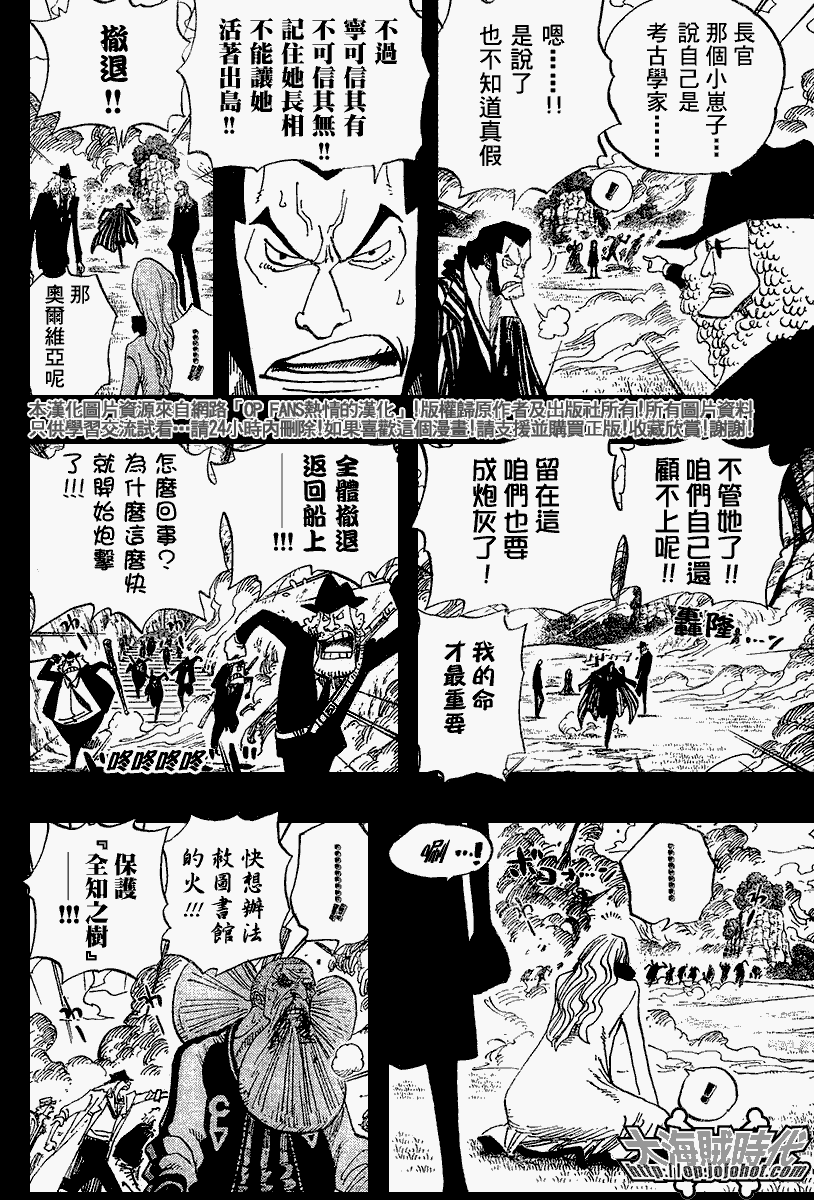 長官
那個小崽子…
說自己是
考古學家……
!
嗯……!!
是說了
也不知道真假
不過
寧可信其有
不可信其無!!
記住她長相
不能讓她
活著出島!!
撤退!!
那
奧爾維亞呢
………!!
本漢化圖片資源來自網路「OP FANS熱情的漢化」!版權歸原作者及出版社所有!所有圖片資料
只供學習交流試看…請24小時內刪除!如果喜歡這個漫畫!請支援並購買正版!收藏欣賞!謝謝!
不管她了!!
咱們自己還
顧不上呢!!
留在這
咱們也要
成炮灰了!
轟隆…
我的命
才最重要
全體撤退
返回船上
——!!!
怎麼回事?
為什麼這麼快
就開始炮擊
了!!!
咚咚咚咚
………
ボコォン
唰…!
!
………!!
快想辦法
救圖書館
的火!!!
保護
『全知之樹』
——!!!
大海賊時代
http://op.jojohot.com